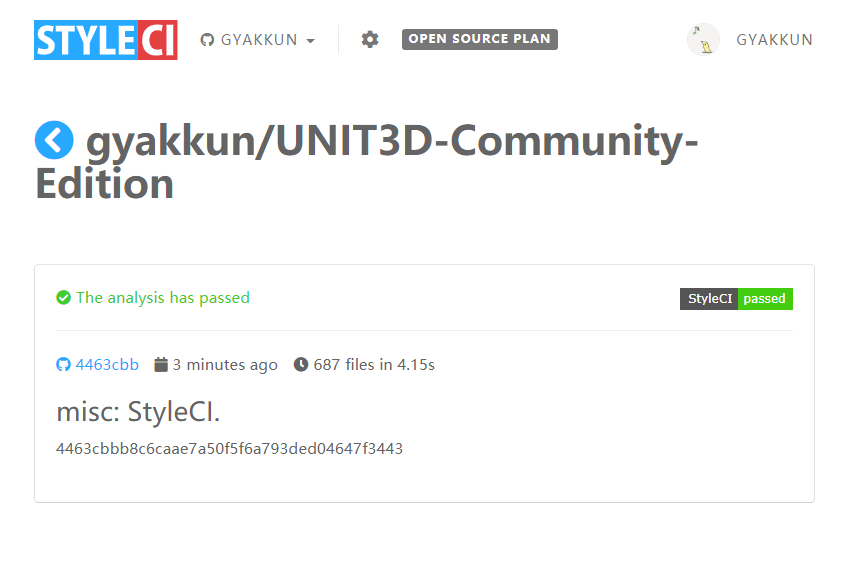 STYLECI GYAKKUN OPEN SOURCE PLAN GYAKKUN
gyakkun/UNIT3D-Community-
Edition
The analysis has passed StyleCI passed
4463cbb 3 minutes ago 687 files in 4.15s
misc: StyleCI.
4463cbbb8c6caae7a50f5f6a793ded04647f3443